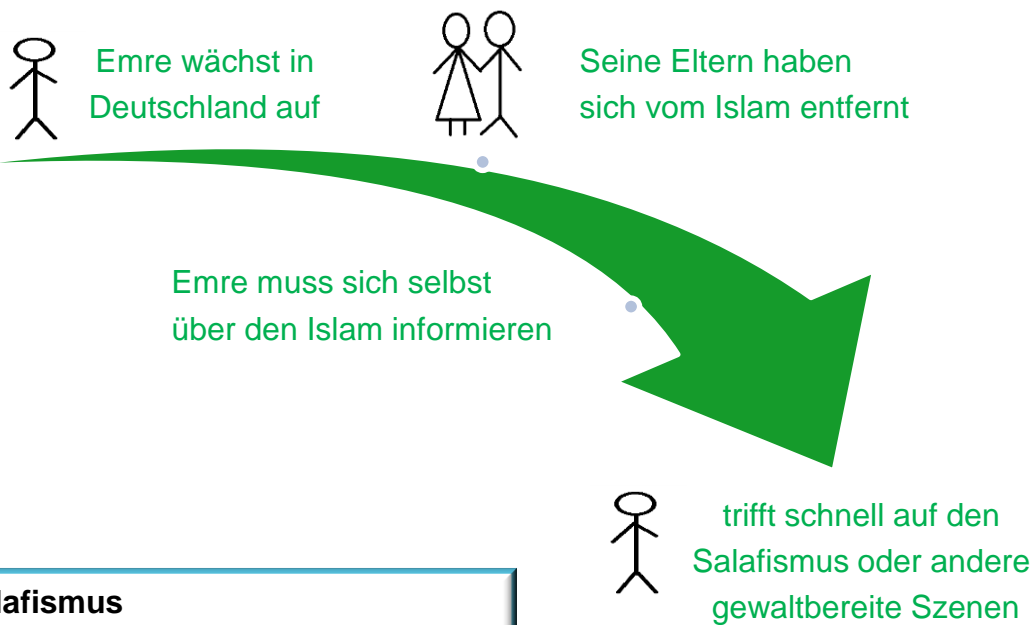 Emre wächst in
Deutschland auf
Seine Eltern haben
sich vom Islam entfernt
Emre muss sich selbst
über den Islam informieren
trifft schnell auf den
Salafismus oder andere
gewaltbereite Szenen
lafismus